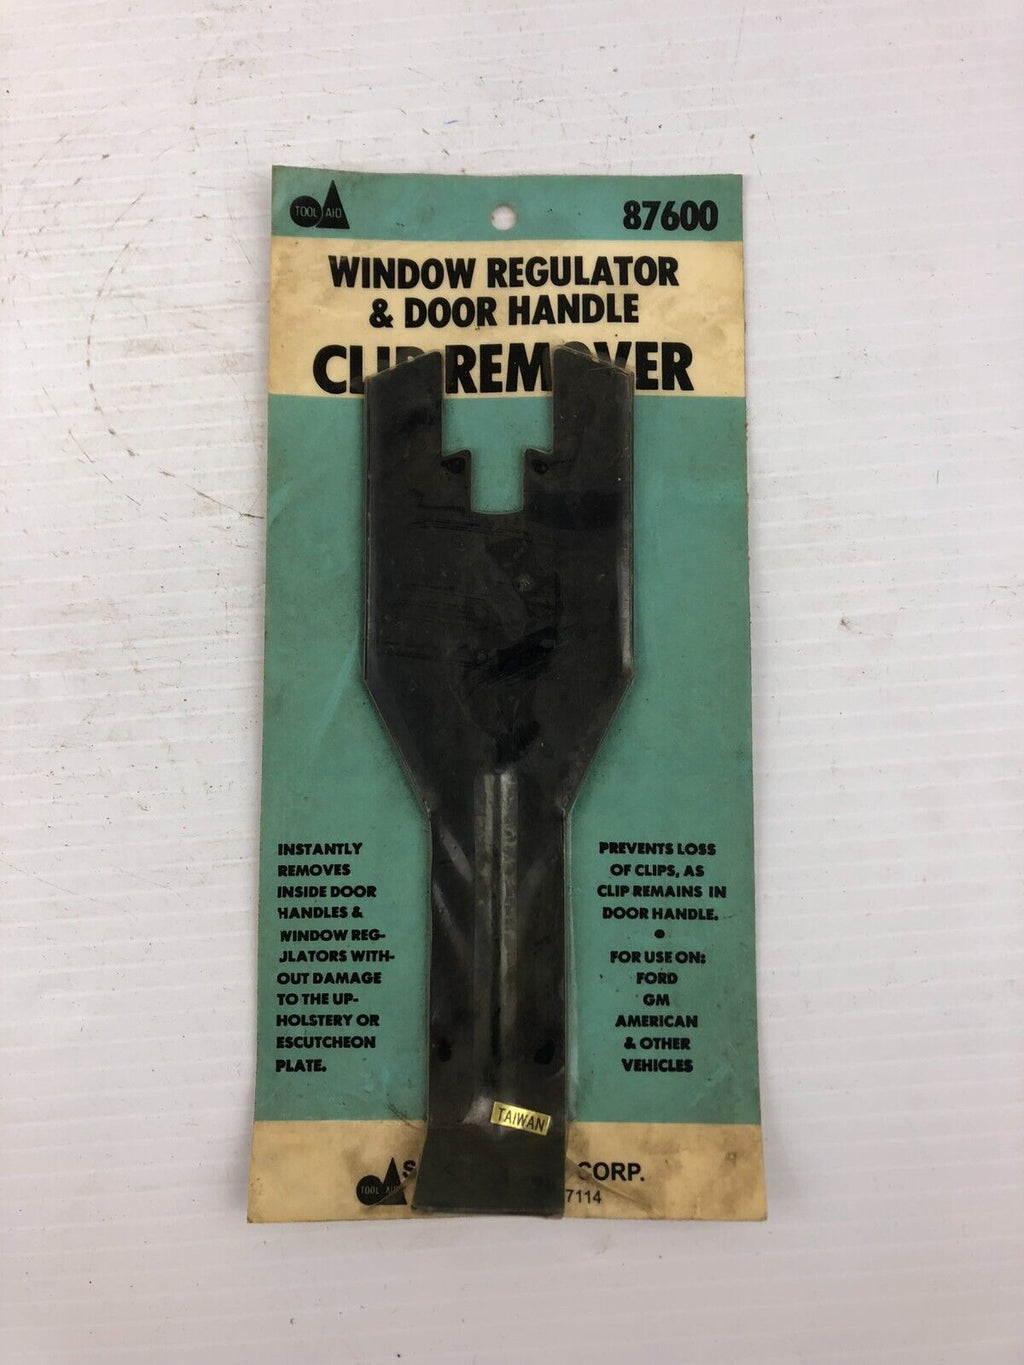 TOOL AID
87600
WINDOW REGULATOR
& DOOR HANDLE
CLIP REMOVER
INSTANTLY
REMOVES
INSIDE DOOR
HANDLES &
WINDOW REG-
ULATORS WITH-
OUT DAMAGE
TO THE UP-
HOLSTERY OR
ESCUTCHEON
PLATE.
PREVENTS LOSS
OF CLIPS, AS
CLIP REMAINS IN
DOOR HANDLE.
●
FOR USE ON:
FORD
GM
AMERICAN
& OTHER
VEHICLES
TAIWAN
TOOL AID
S CORP.
7114